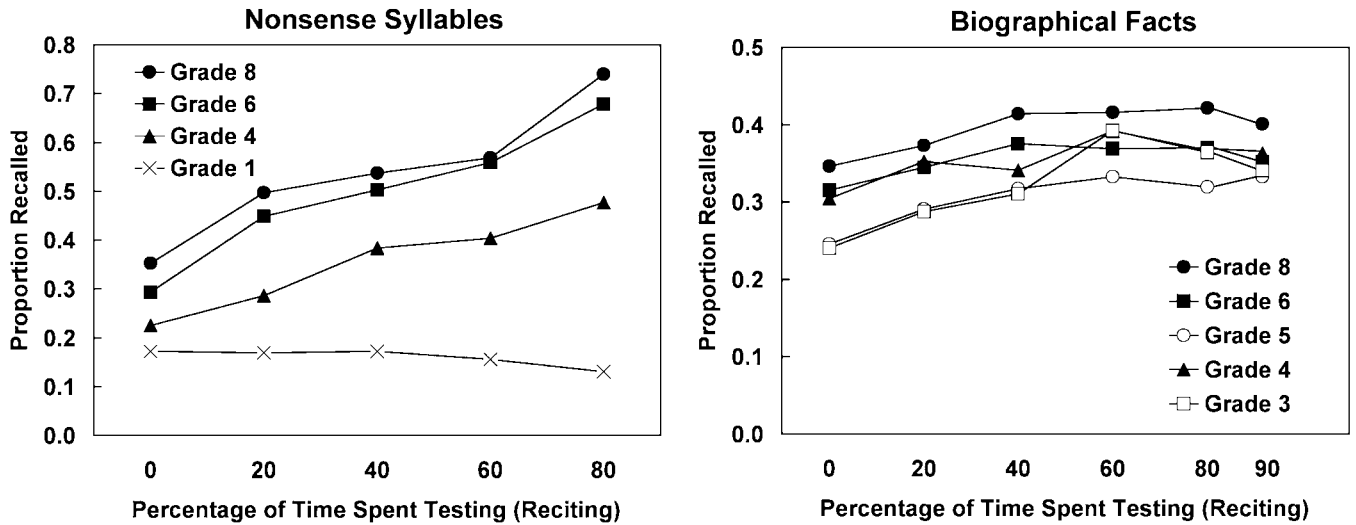 Nonsense Syllables
Proportion Recalled
0.8
0.7
0.6
0.5
0.4
0.3
0.2
0.1
0.0
Grade 8
Grade 6
Grade 4
Grade 1
0 20 40 60 80
Percentage of Time Spent Testing (Reciting)
Biographical Facts
Proportion Recalled
0.5
0.4
0.3
0.2
0.1
0.0
Grade 8
Grade 6
Grade 5
Grade 4
Grade 3
0 20 40 60 80 90
Percentage of Time Spent Testing (Reciting)